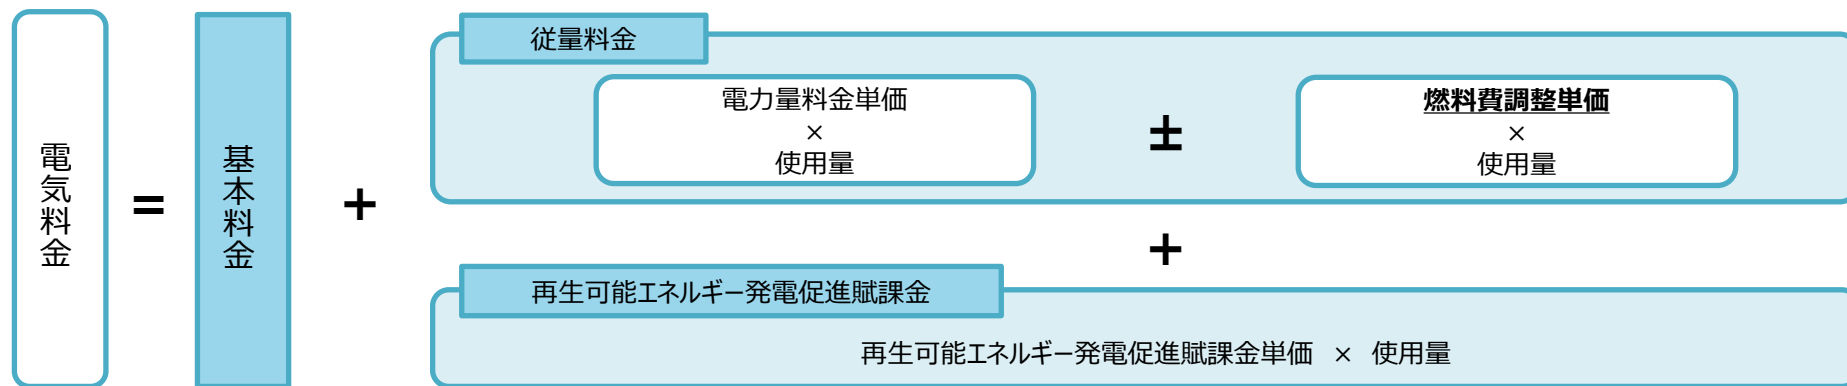 電気料金
=
基本料金
+
従量料金
電力量料金単価
×
使用量
±
燃料費調整単価
×
使用量
+
再生可能エネルギー発電促進賦課金
再生可能エネルギー発電促進賦課金単価 × 使用量